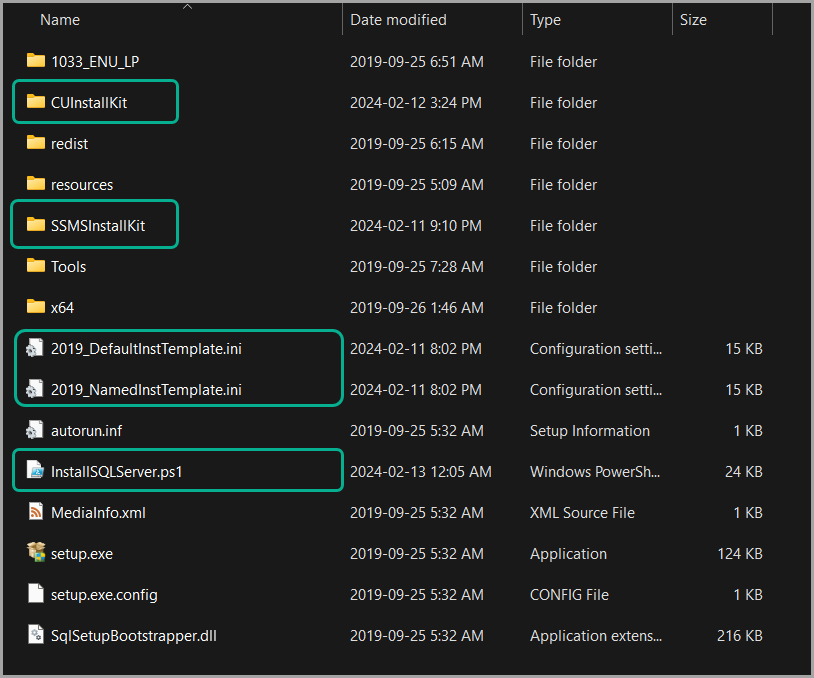 Name Date modified Type Size
1033_ENU_LP 2019-09-25 6:51 AM File folder
CUInstallKit 2024-02-12 3:24 PM File folder
redist 2019-09-25 6:15 AM File folder
resources 2019-09-25 5:09 AM File folder
SSMSInstallKit 2024-02-11 9:10 PM File folder
Tools 2019-09-25 7:28 AM File folder
x64 2019-09-26 1:46 AM File folder
2019_DefaultInstTemplate.ini 2024-02-11 8:02 PM Configuration setti... 15 KB
2019_NamedInstTemplate.ini 2024-02-11 8:02 PM Configuration setti... 15 KB
autorun.inf 2019-09-25 5:32 AM Setup Information 1 KB
InstallSQLServer.ps1 2024-02-13 12:05 AM Windows PowerSh... 24 KB
MediaInfo.xml 2019-09-25 5:32 AM XML Source File 1 KB
setup.exe 2019-09-25 5:32 AM Application 124 KB
setup.exe.config 2019-09-25 5:32 AM CONFIG File 1 KB
SqlSetupBootstrapper.dll 2019-09-25 5:32 AM Application extens... 216 KB